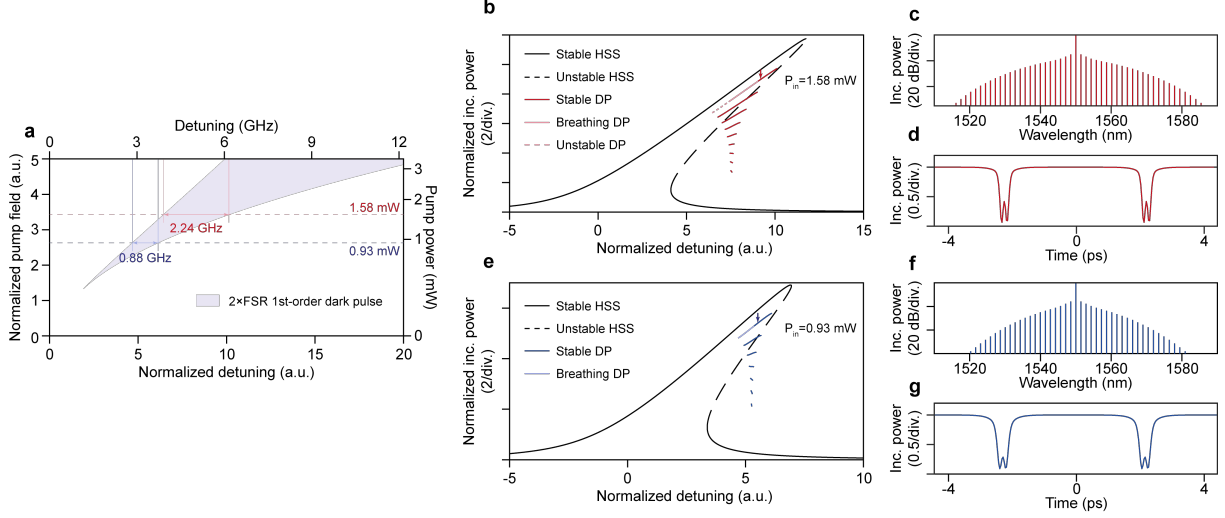 a
Detuning (GHz)
0 3 6 9 12
Normalized pump field (a.u.)
5
4
3
2
1
0
Pump power (mW)
3
2
1
0
1.58 mW
2.24 GHz
0.93 mW
0.88 GHz
2×FSR 1st-order dark pulse
0 5 10 15 20
Normalized detuning (a.u.)
b
Normalized inc. power
(2/div.)
Stable HSS
Unstable HSS
Stable DP
Breathing DP
Unstable DP
Pin=1.58 mW
-5 0 5 10 15
Normalized detuning (a.u.)
c
Inc. power
(20 dB/div.)
1520 1540 1560 1580
Wavelength (nm)
d
Inc. power
(0.5/div.)
-4 0 4
Time (ps)
e
Normalized inc. power
(2/div.)
Stable HSS
Unstable HSS
Stable DP
Breathing DP
Pin=0.93 mW
-5 0 5 10
Normalized detuning (a.u.)
f
Inc. power
(20 dB/div.)
1520 1540 1560 1580
Wavelength (nm)
g
Inc. power
(0.5/div.)
-4 0 4
Time (ps)